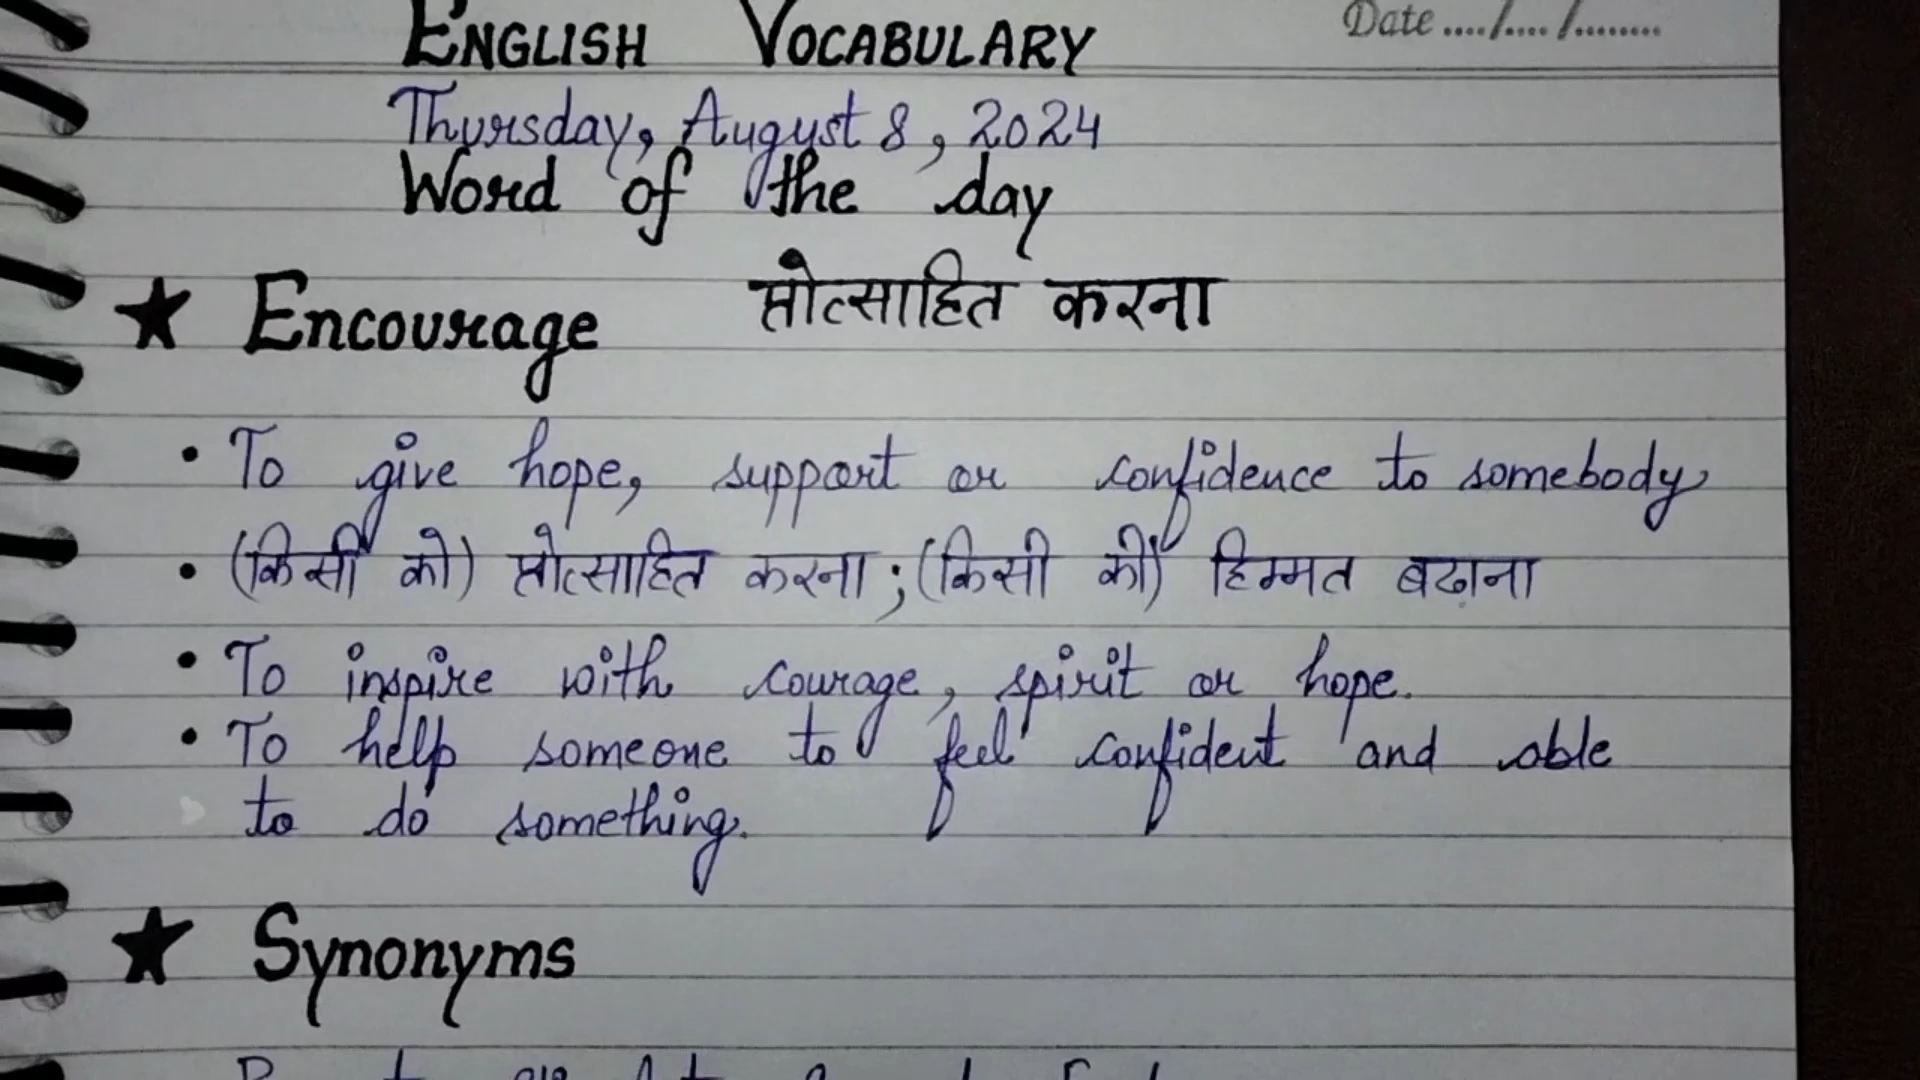 ENGLISH VOCABULARY
Date ..../..../........
Thursday, August 8, 2024
Word of the day
★ Encourage प्रोत्साहित करना
• To give hope, support or confidence to somebody
• (किसी को) प्रोत्साहित करना ; (किसी की) हिम्मत बढ़ाना
• To inspire with courage, spirit or hope.
• To help someone to feel confident and able
to do something.
★ Synonyms